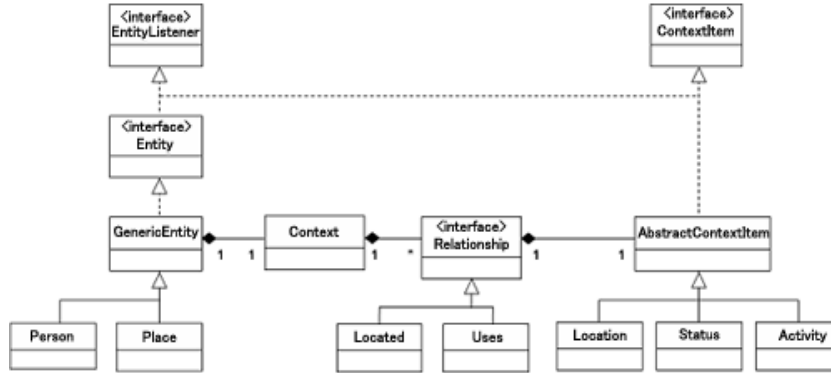 <interface>
EntityListener
<interface>
ContextItem
<interface>
Entity
GenericEntity
Context
<interface>
Relationship
AbstractContextItem
1 1 1 * 1 1
Person
Place
Located
Uses
Location
Status
Activity